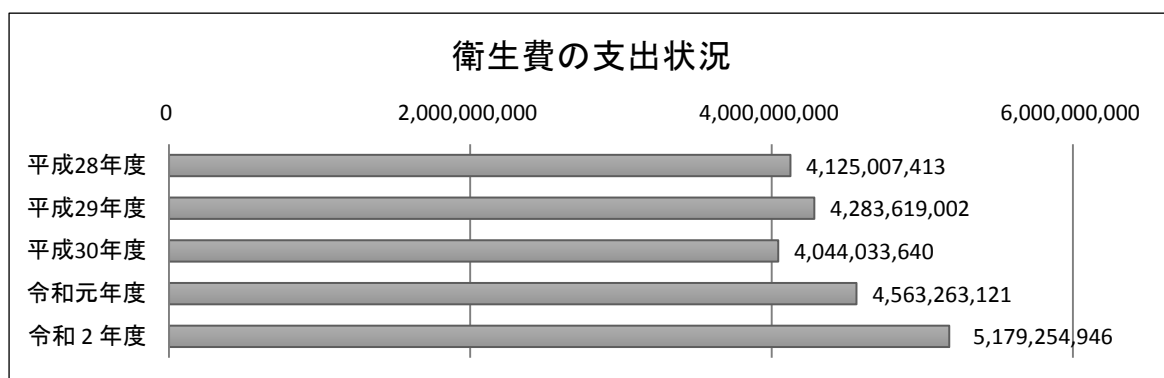 衛生費の支出状況
0 2,000,000,000 4,000,000,000 6,000,000,000
平成28年度 4,125,007,413
平成29年度 4,283,619,002
平成30年度 4,044,033,640
令和元年度 4,563,263,121
令和２年度 5,179,254,946